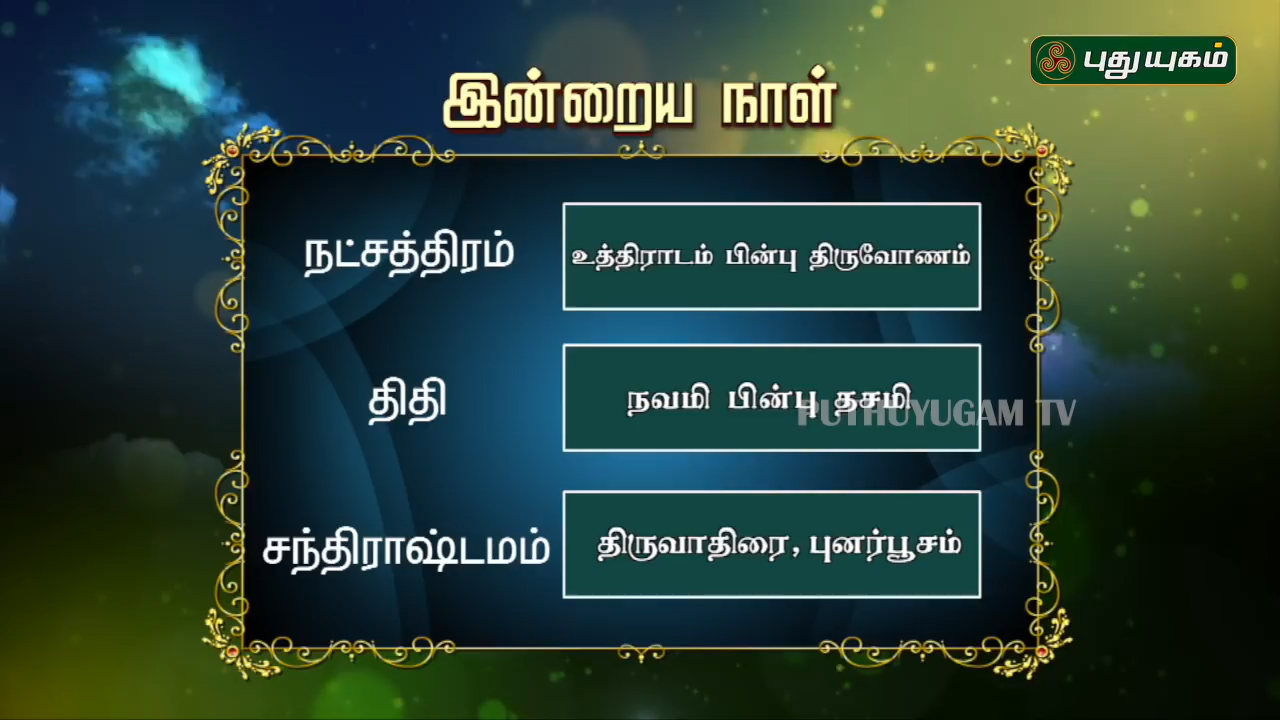 புதுயுகம்
இன்றைய நாள்
நட்சத்திரம்
உத்திராடம் பின்பு திருவோணம்
திதி
நவமி பின்பு தசமி
PUTHUYUGAM TV
சந்திராஷ்டமம்
திருவாதிரை, புனர்பூசம்